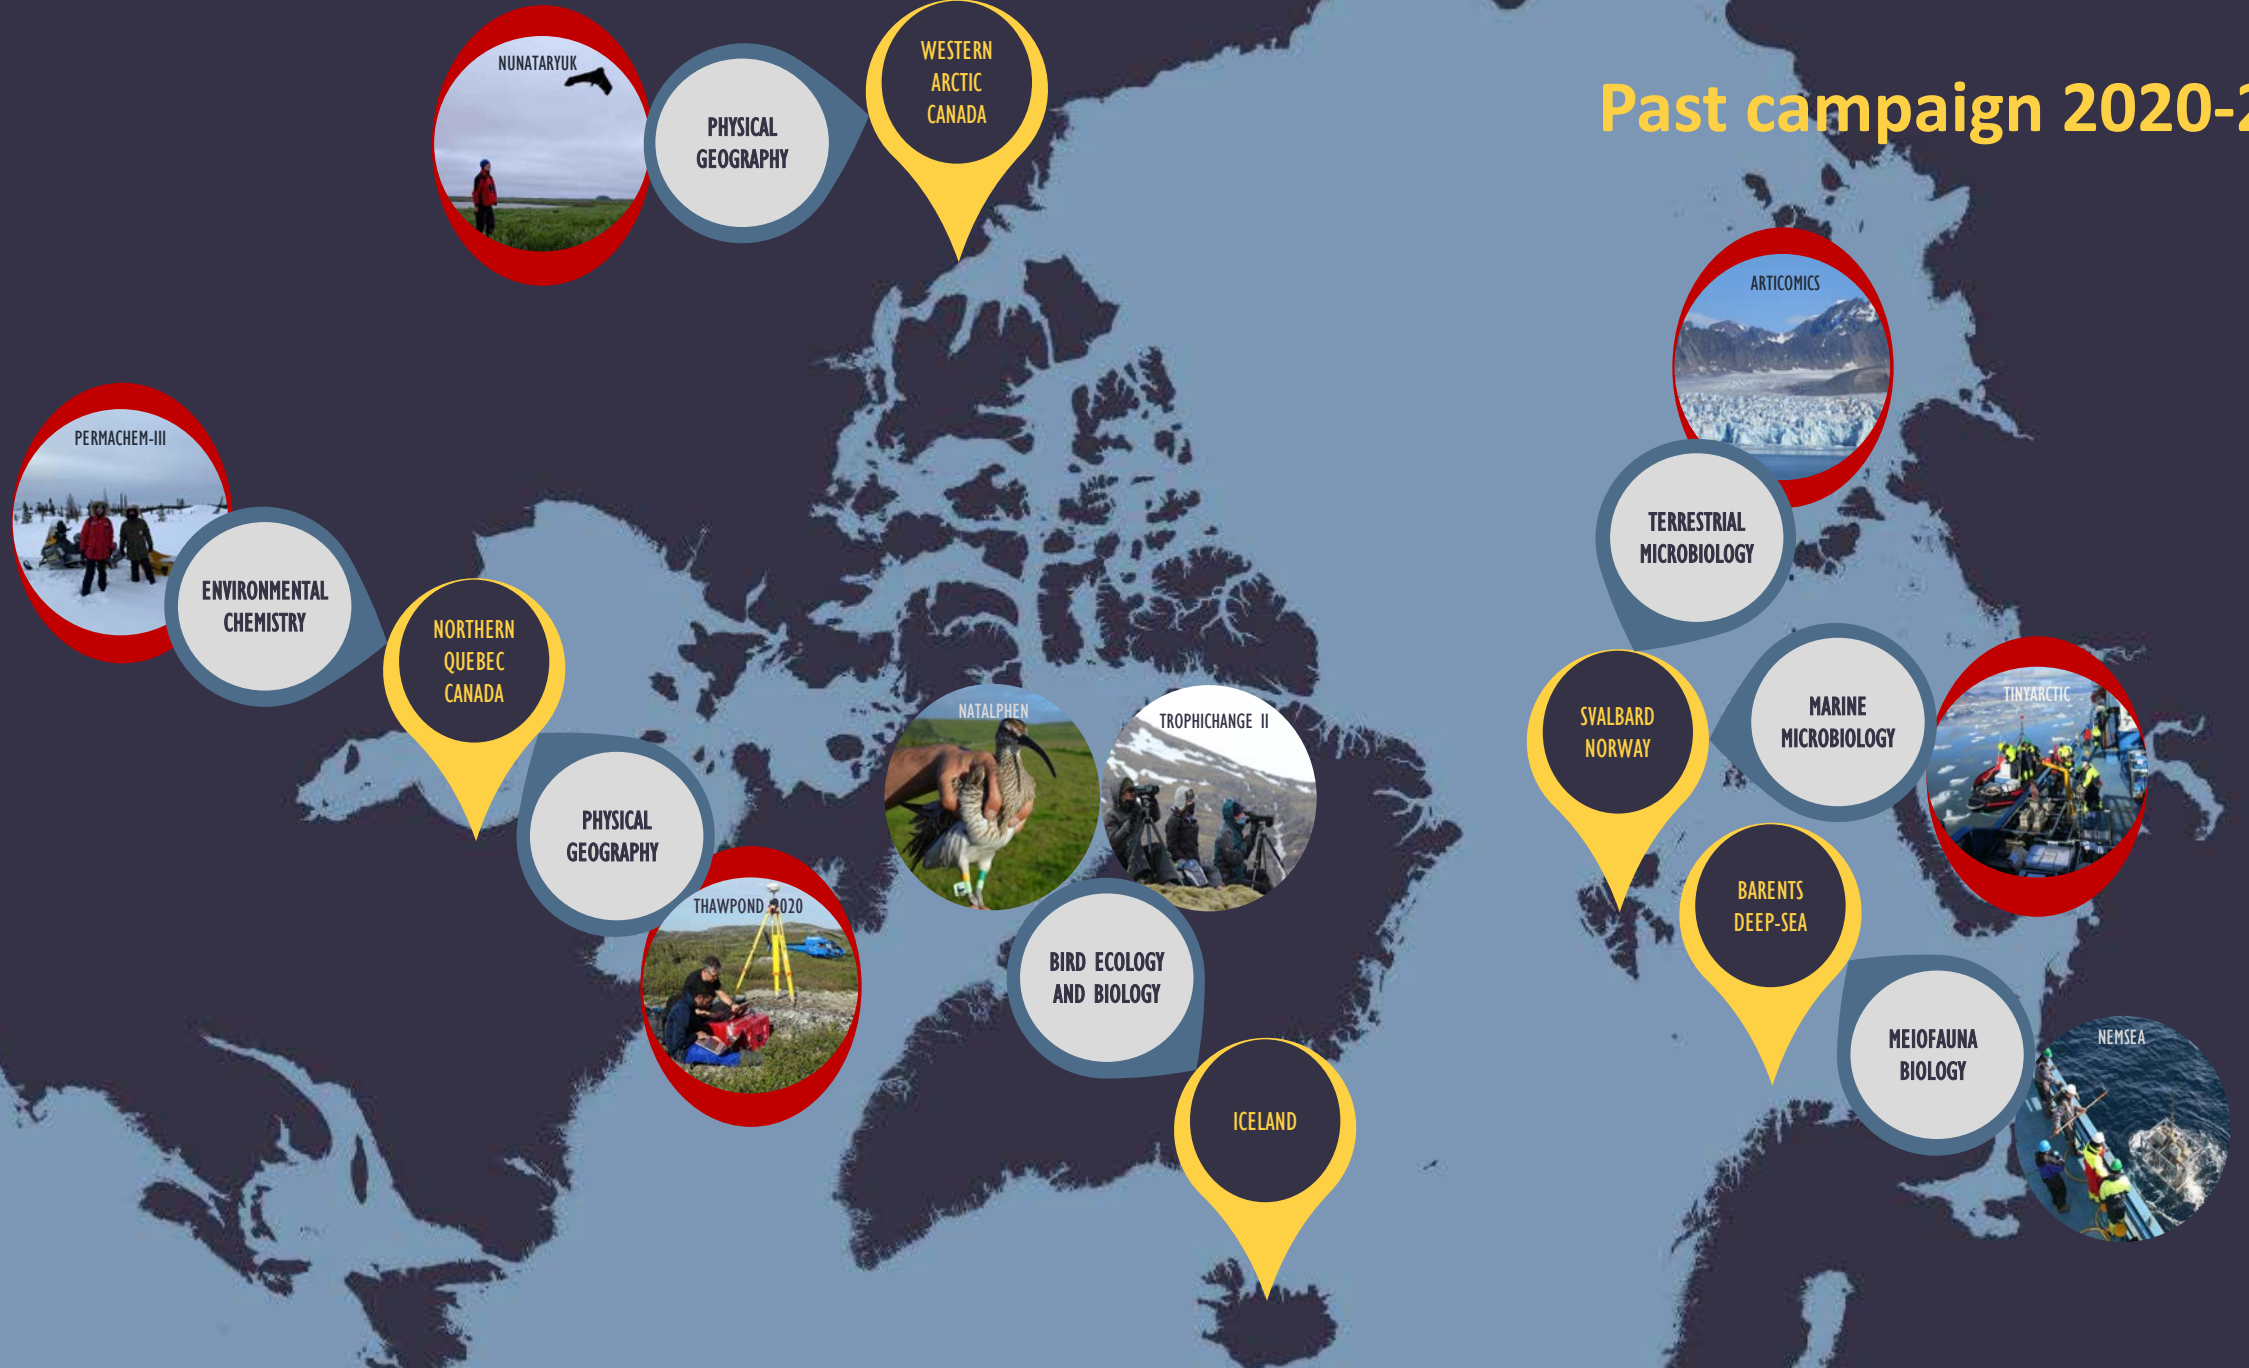 Past campaign 2020-2
NUNATARYUK
PHYSICAL
GEOGRAPHY
WESTERN
ARCTIC
CANADA
ARTICOMICS
TERRESTRIAL
MICROBIOLOGY
PERMACHEM-III
ENVIRONMENTAL
CHEMISTRY
NORTHERN
QUEBEC
CANADA
PHYSICAL
GEOGRAPHY
THAWPOND 2020
NATALPHEN
TROPHICHANGE II
BIRD ECOLOGY
AND BIOLOGY
ICELAND
SVALBARD
NORWAY
MARINE
MICROBIOLOGY
TINYARCTIC
BARENTS
DEEP-SEA
MEIOFAUNA
BIOLOGY
NEMSEA